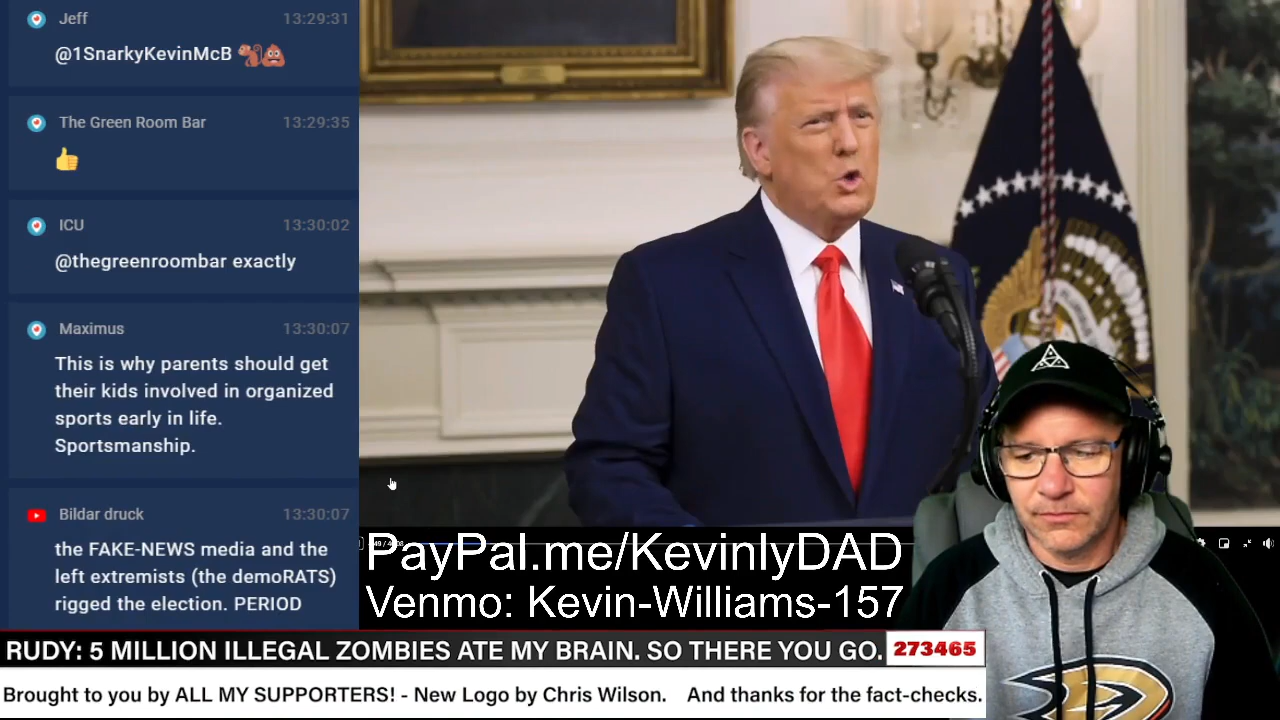 Jeff 13:29:31
@1SnarkyKevinMcB 🐿️💩
The Green Room Bar 13:29:35
👍
ICU 13:30:02
@thegreenroombar exactly
Maximus 13:30:07
This is why parents should get
their kids involved in organized
sports early in life.
Sportsmanship.
Bildar druck 13:30:07
the FAKE-NEWS media and the
left extremists (the demoRATS)
rigged the election. PERIOD
PayPal.me/KevinlyDAD
Venmo: Kevin-Williams-157
RUDY: 5 MILLION ILLEGAL ZOMBIES ATE MY BRAIN. SO THERE YOU GO. 273465
Brought to you by ALL MY SUPPORTERS! - New Logo by Chris Wilson. And thanks for the fact-checks.